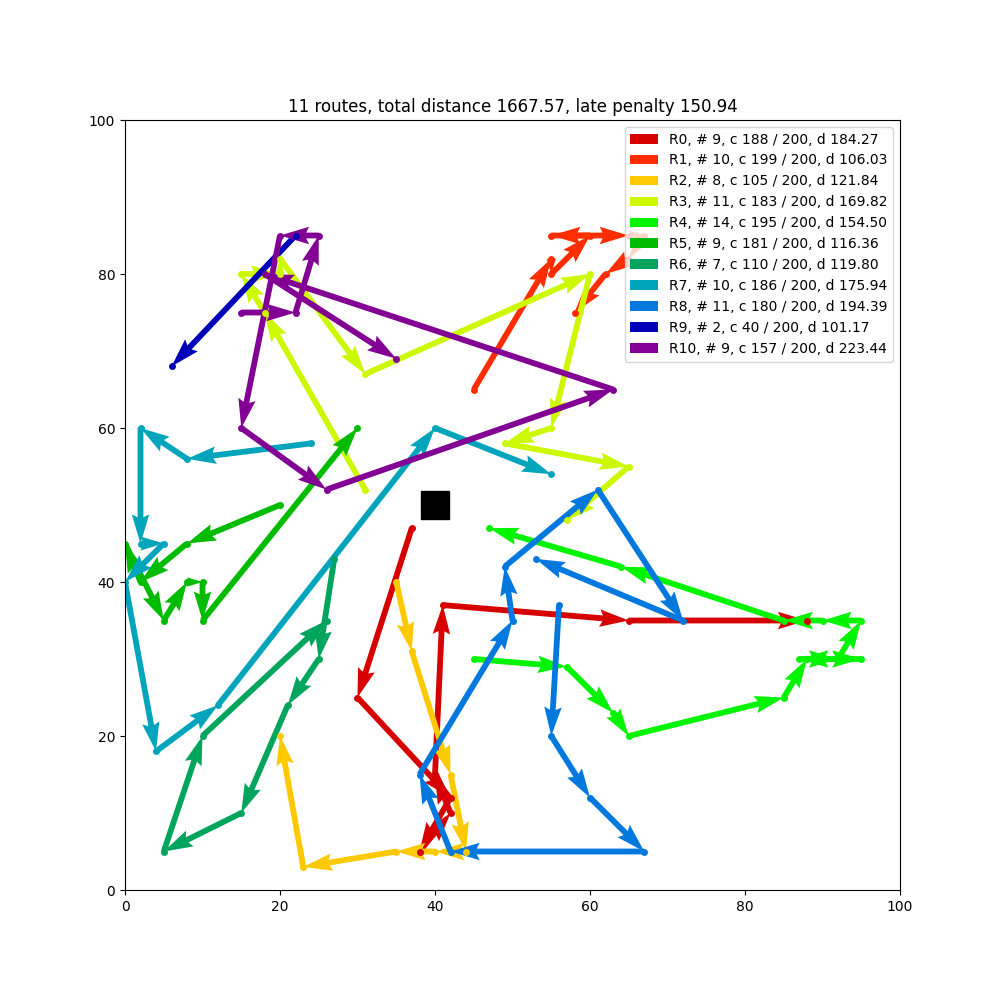 11 routes, total distance 1667.57, late penalty 150.94
100
80
60
40
20
0
0 20 40 60 80 100
R0, # 9, c 188 / 200, d 184.27
R1, # 10, c 199 / 200, d 106.03
R2, # 8, c 105 / 200, d 121.84
R3, # 11, c 183 / 200, d 169.82
R4, # 14, c 195 / 200, d 154.50
R5, # 9, c 181 / 200, d 116.36
R6, # 7, c 110 / 200, d 119.80
R7, # 10, c 186 / 200, d 175.94
R8, # 11, c 180 / 200, d 194.39
R9, # 2, c 40 / 200, d 101.17
R10, # 9, c 157 / 200, d 223.44